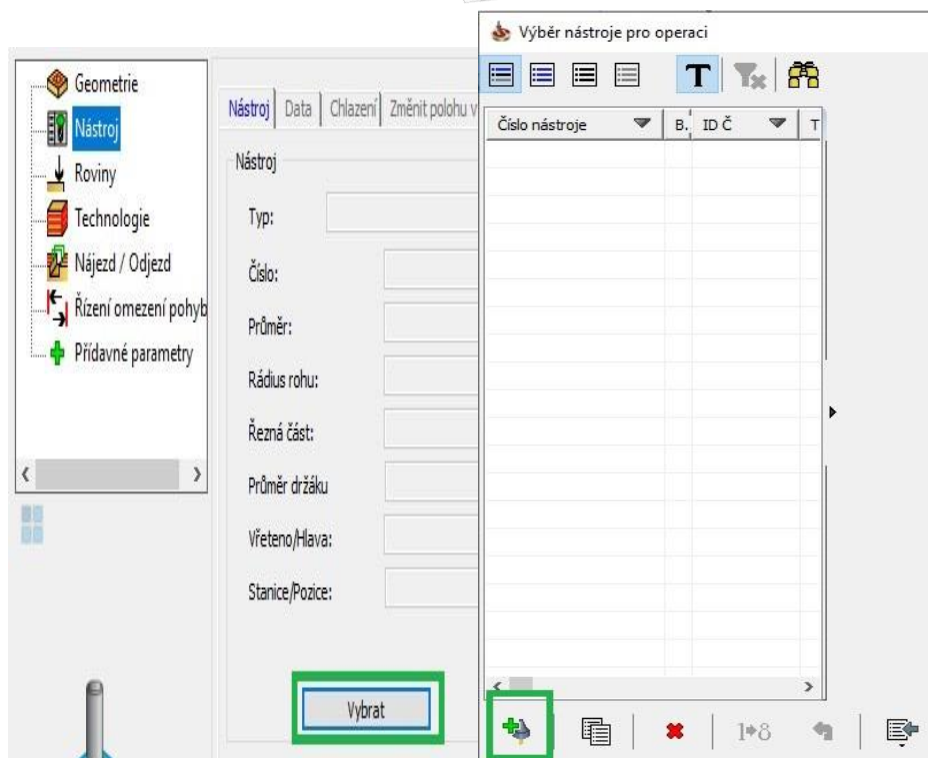 Výběr nástroje pro operaci
Geometrie
Nástroj
Roviny
Technologie
Nájezd / Odjezd
Řízení omezení pohyb
Přídavné parametry
Nástroj
Data
Chlazení
Změnit polohu v
Nástroj
Typ:
Číslo:
Průměr:
Rádius rohu:
Řezná část:
Průměr držáku
Vřeteno/Hlava:
Stanice/Pozice:
Vybrat
T
Číslo nástroje
B.
ID Č
T
1➧8